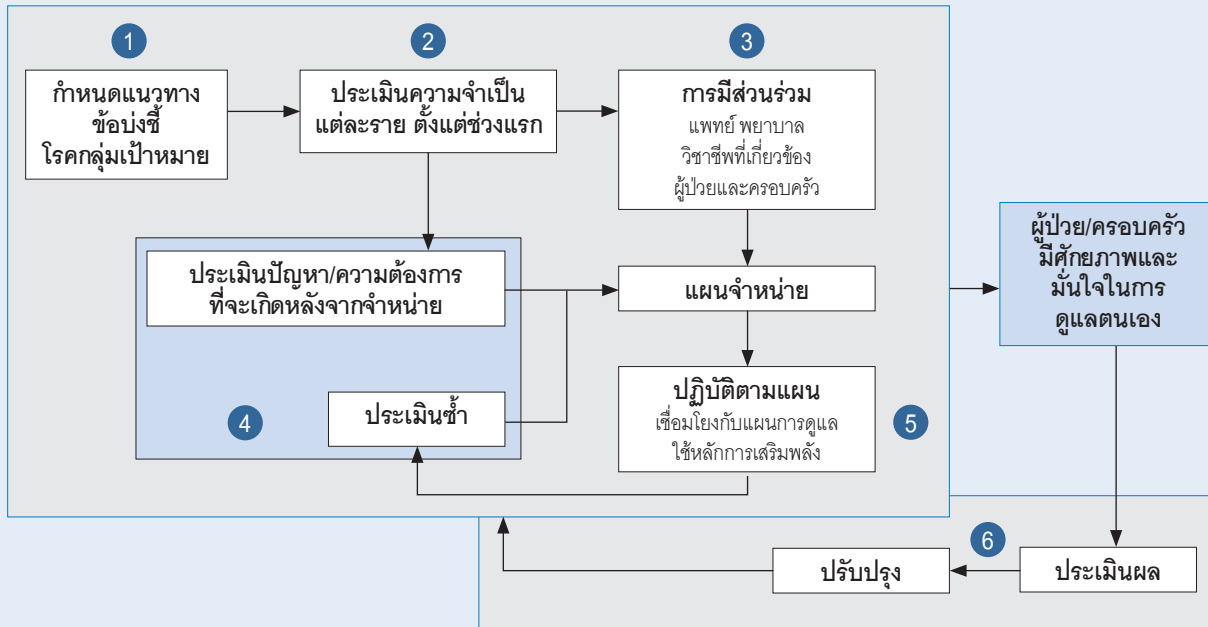 1
กำหนดแนวทาง
ข้อบ่งชี้
โรคกลุ่มเป้าหมาย
2
ประเมินความจำเป็น
แต่ละราย ตั้งแต่ช่วงแรก
3
การมีส่วนร่วม
แพทย์ พยาบาล
วิชาชีพที่เกี่ยวข้อง
ผู้ป่วยและครอบครัว
ประเมินปัญหา/ความต้องการ
ที่จะเกิดหลังจากจำหน่าย
แผนจำหน่าย
4
ประเมินซ้ำ
ปฏิบัติตามแผน
เชื่อมโยงกับแผนการดูแล
ใช้หลักการเสริมพลัง
5
ผู้ป่วย/ครอบครัว
มีศักยภาพและ
มั่นใจในการ
ดูแลตนเอง
6
ปรับปรุง
ประเมินผล